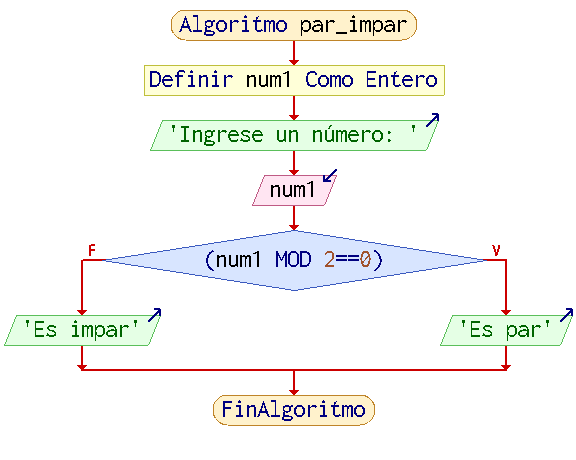 Algoritmo par_impar
Definir num1 Como Entero
'Ingrese un número: '
num1
F
V
(num1 MOD 2==0)
'Es impar'
'Es par'
FinAlgoritmo